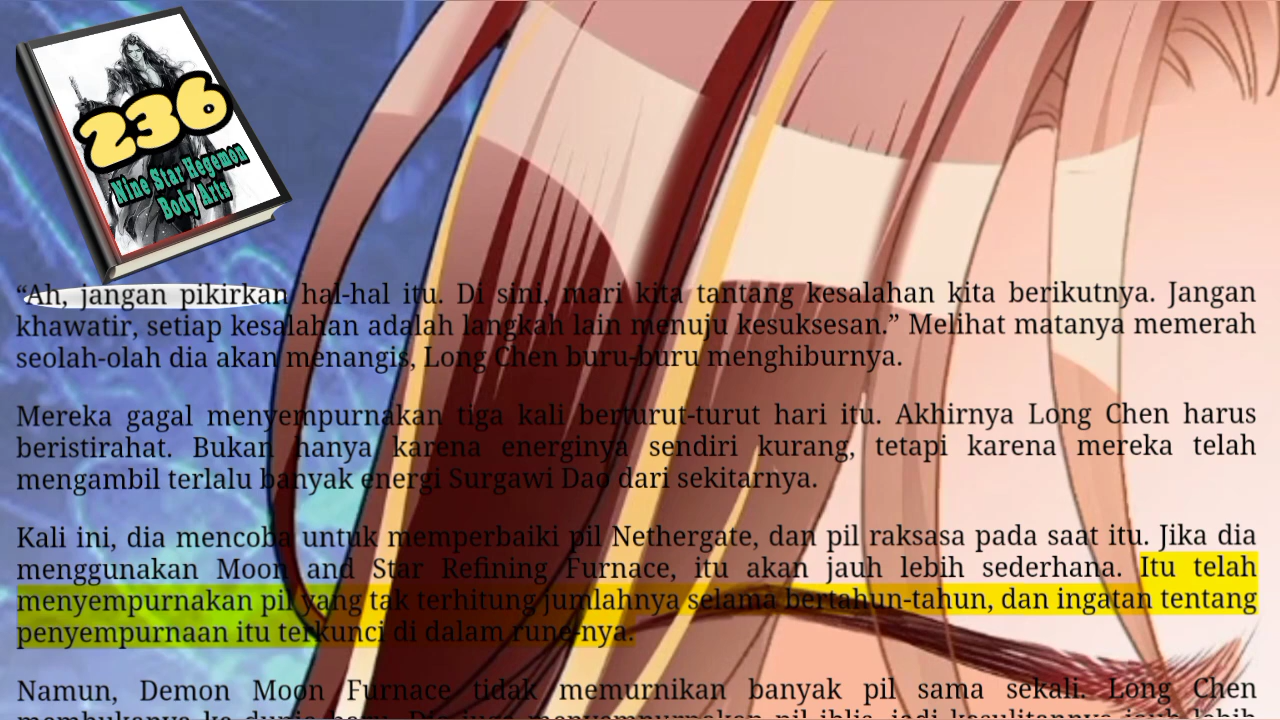 236
Nine Star Hegemon
Body Arts
“Ah, jangan pikirkan hal-hal itu. Di sini, mari kita tantang kesalahan kita berikutnya. Jangan
khawatir, setiap kesalahan adalah langkah lain menuju kesuksesan.” Melihat matanya memerah
seolah-olah dia akan menangis, Long Chen buru-buru menghiburnya.
Mereka gagal menyempurnakan tiga kali berturut-turut hari itu. Akhirnya Long Chen harus
beristirahat. Bukan hanya karena energinya sendiri kurang, tetapi karena mereka telah
mengambil terlalu banyak energi Surgawi Dao dari sekitarnya.
Kali ini, dia mencoba untuk memperbaiki pil Nethergate, dan pil raksasa pada saat itu. Jika dia
menggunakan Moon and Star Refining Furnace, itu akan jauh lebih sederhana. Itu telah
menyempurnakan pil yang tak terhitung jumlahnya selama bertahun-tahun, dan ingatan tentang
penyempurnaan itu terkunci di dalam rune-nya.
Namun, Demon Moon Furnace tidak memurnikan banyak pil sama sekali. Long Chen